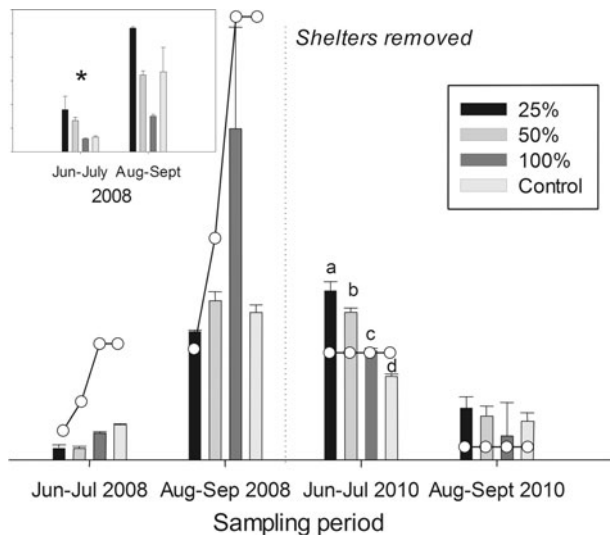 Shelters removed
*
Jun-July Aug-Sept
2008
25%
50%
100%
Control
a
b
c
d
Jun-Jul 2008 Aug-Sep 2008 Jun-Jul 2010 Aug-Sept 2010
Sampling period